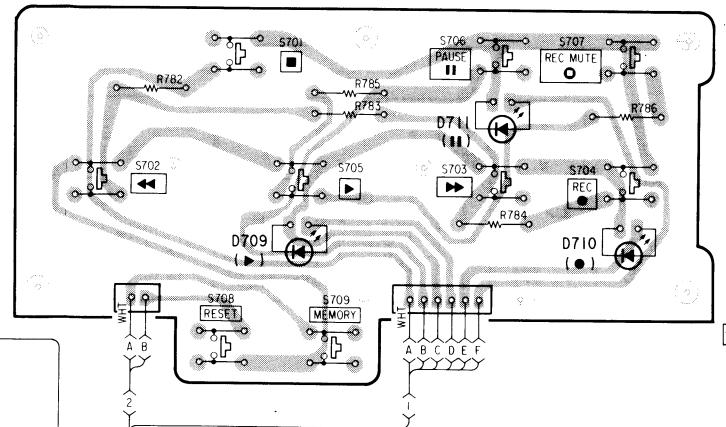 S701
S706
PAUSE
S707
REC MUTE
R782
R785
R783
R786
D711
S702
S705
S703
S704
REC
R784
D709
D710
WHT
S708
RESET
S709
MEMORY
WHT
A B
A B C D E F
2
1